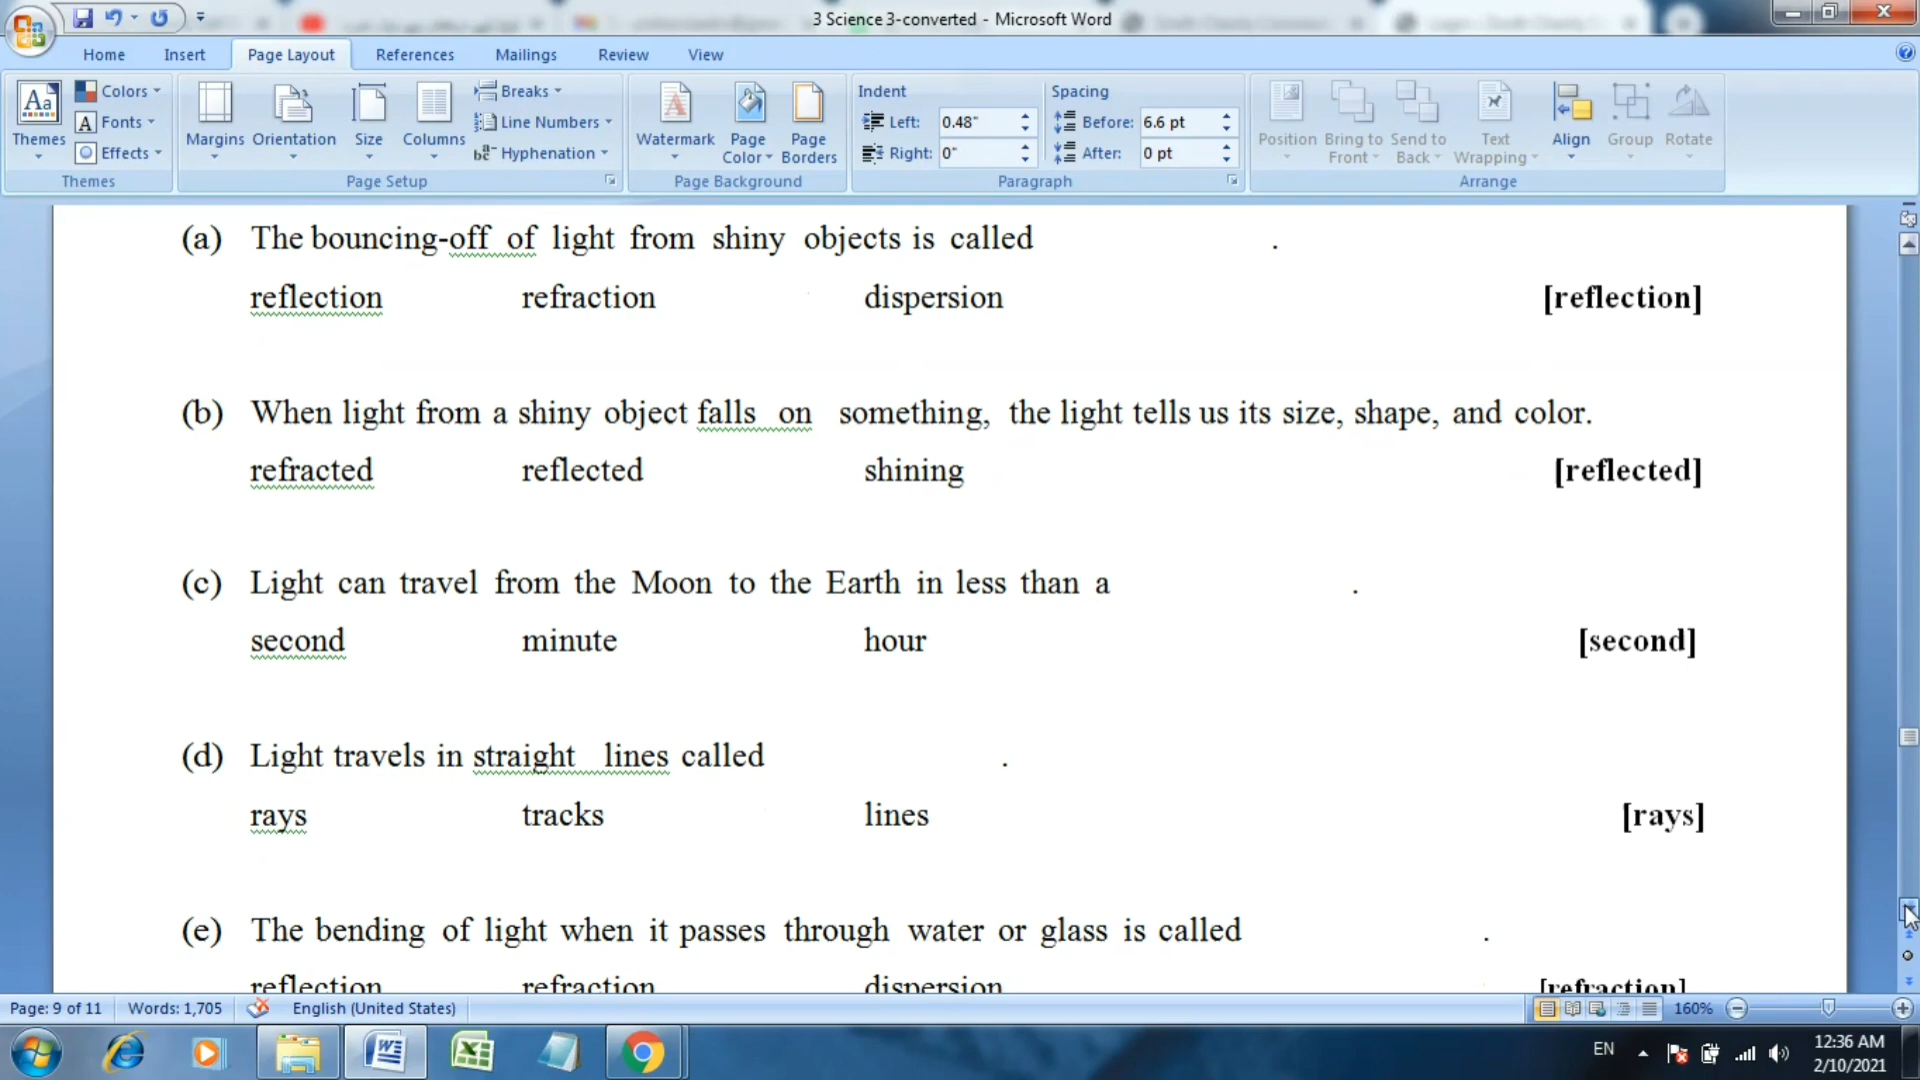 3 Science 3-converted - Microsoft Word
Home Insert Page Layout References Mailings Review View
Themes Colors Fonts Effects Themes
Margins Orientation Size Columns Breaks Line Numbers Hyphenation Page Setup
Watermark Page Color Page Borders Page Background
Indent Left: 0.48" Right: 0" Spacing Before: 6.6 pt After: 0 pt Paragraph
Position Bring to Front Send to Back Text Wrapping Align Group Rotate Arrange
(a) The bouncing-off of light from shiny objects is called .
reflection refraction dispersion [reflection]
(b) When light from a shiny object falls on something, the light tells us its size, shape, and color.
refracted reflected shining [reflected]
(c) Light can travel from the Moon to the Earth in less than a .
second minute hour [second]
(d) Light travels in straight lines called .
rays tracks lines [rays]
(e) The bending of light when it passes through water or glass is called .
reflection refraction dispersion [refraction]
Page: 9 of 11 Words: 1,705 English (United States) 160%
EN 12:36 AM
2/10/2021